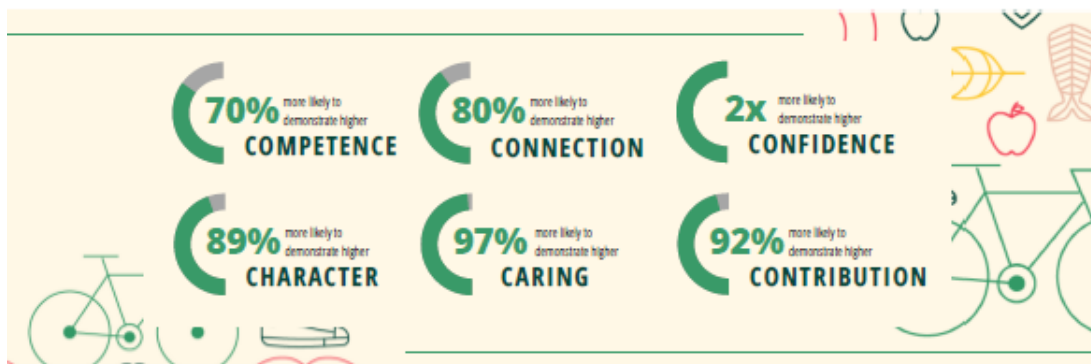 70% more likely to
demonstrate higher
COMPETENCE
80% more likely to
demonstrate higher
CONNECTION
2x more likely to
demonstrate higher
CONFIDENCE
89% more likely to
demonstrate higher
CHARACTER
97% more likely to
demonstrate higher
CARING
92% more likely to
demonstrate higher
CONTRIBUTION